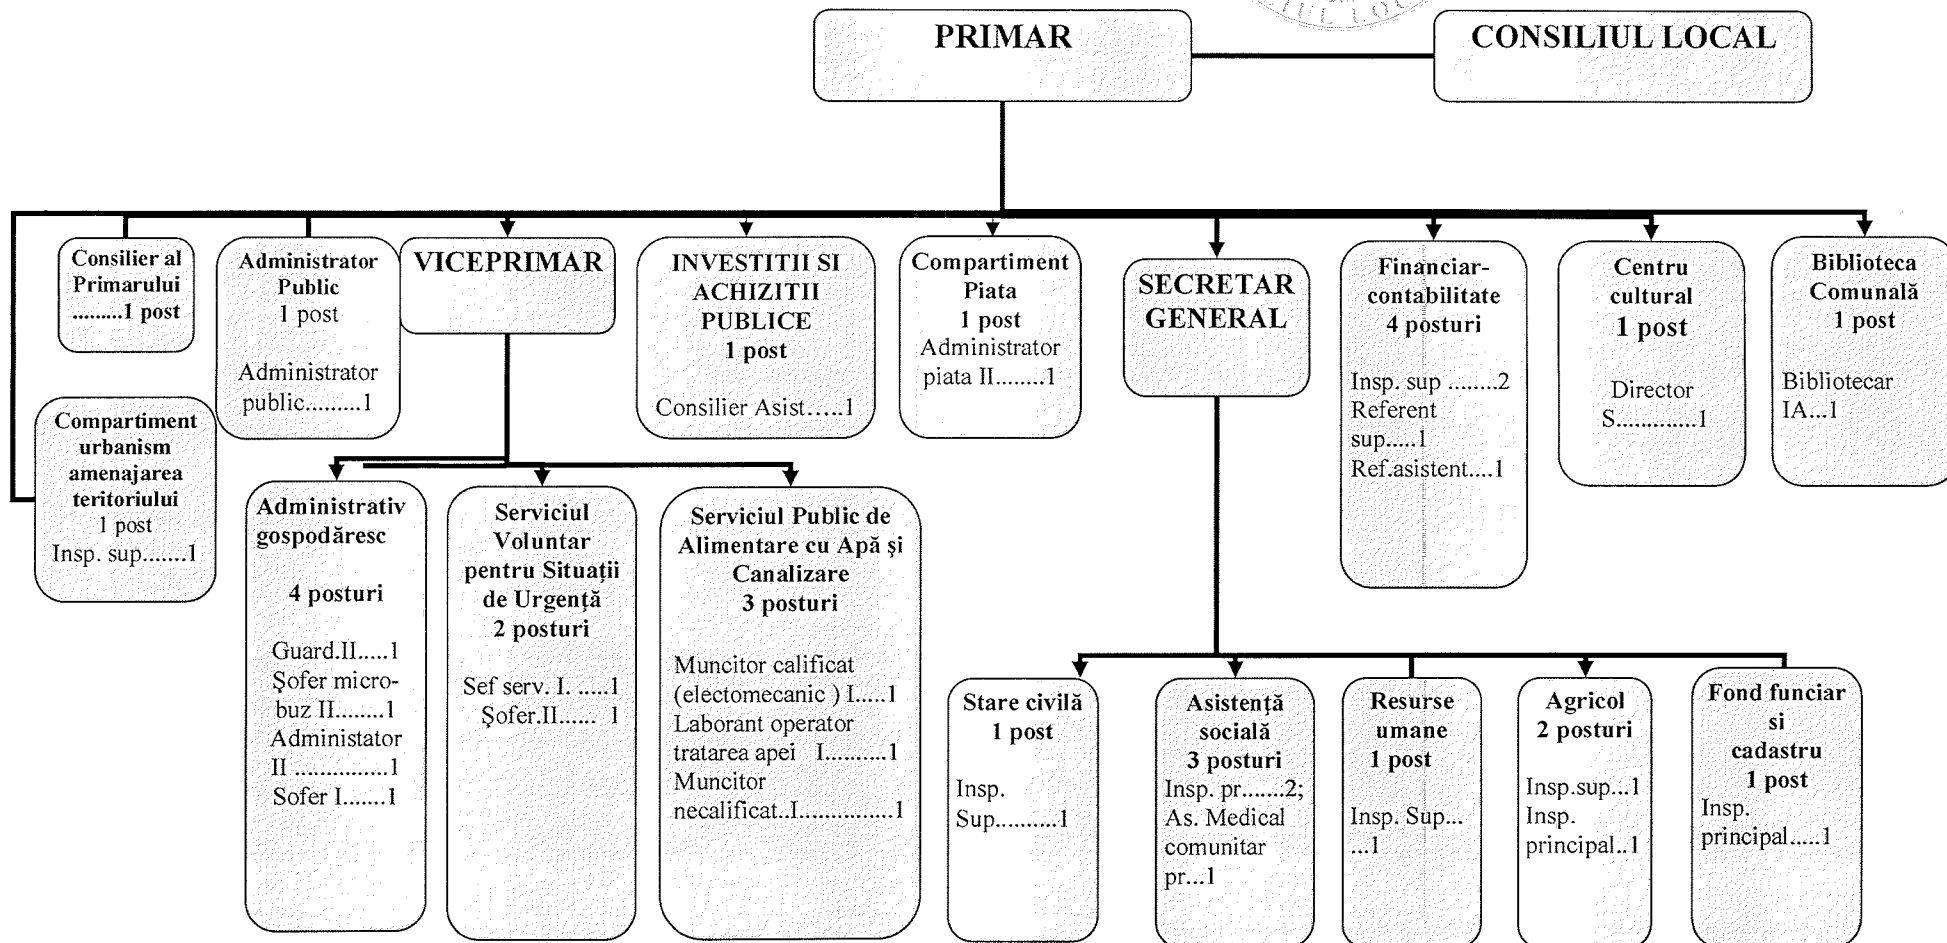 IUL LOC
PRIMAR
CONSILIUL LOCAL
Consilier al
Primarului
.........1 post
Administrator
Public
1 post
Administrator
public.........1
VICEPRIMAR
INVESTITII SI
ACHIZITII
PUBLICE
1 post
Consilier Asist.....1
Compartiment
Piata
1 post
Administrator
piata II........1
SECRETAR
GENERAL
Financiar-
contabilitate
4 posturi
Insp. sup .......2
Referent
sup.....1
Ref.asistent....1
Centru
cultural
1 post
Director
S............1
Biblioteca
Comunală
1 post
Bibliotecar
IA...1
Compartiment
urbanism
amenajarea
teritoriului
1 post
Insp. sup.......1
Administrativ
gospodăresc
4 posturi
Guard.II.....1
Şofer micro-
buz II........1
Administator
II ...............1
Sofer I.......1
Serviciul
Voluntar
pentru Situaţii
de Urgenţă
2 posturi
Sef serv. I. .....1
Şofer.II...... 1
Serviciul Public de
Alimentare cu Apă şi
Canalizare
3 posturi
Muncitor calificat
(electomecanic ) I.....1
Laborant operator
tratarea apei I..........1
Muncitor
necalificat..I...............1
Stare civilă
1 post
Insp.
Sup..........1
Asistenţă
socială
3 posturi
Insp. pr.......2;
As. Medical
comunitar
pr...1
Resurse
umane
1 post
Insp. Sup...
...1
Agricol
2 posturi
Insp.sup...1
Insp.
principal..1
Fond funciar
si
cadastru
1 post
Insp.
principal.....1